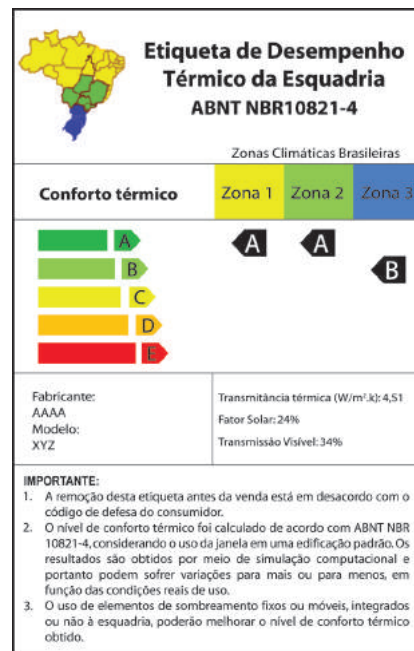 Etiqueta de Desempenho
Térmico da Esquadria
ABNT NBR10821-4
Zonas Climáticas Brasileiras
Conforto térmico Zona 1 Zona 2 Zona 3
A A A
B B
C
D
E
Fabricante:
AAAA
Modelo:
XYZ
Transmitância térmica (W/m².k): 4,51
Fator Solar: 24%
Transmissão Visível: 34%
IMPORTANTE:
1. A remoção desta etiqueta antes da venda está em desacordo com o
código de defesa do consumidor.
2. O nível de conforto térmico foi calculado de acordo com ABNT NBR
10821-4, considerando o uso da janela em uma edificação padrão. Os
resultados são obtidos por meio de simulação computacional e
portanto podem sofrer variações para mais ou para menos, em
função das condições reais de uso.
3. O uso de elementos de sombreamento fixos ou móveis, integrados
ou não à esquadria, poderão melhorar o nível de conforto térmico
obtido.